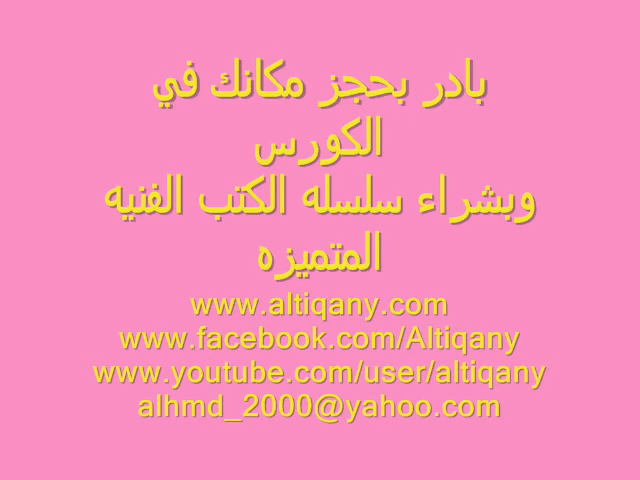 بادر بحجز مكانك في
الكورس
وبشراء سلسله الكتب الفنيه
المتميزه
www.altiqany.com
www.facebook.com/Altiqany
www.youtube.com/user/altiqany
alhmd_2000@yahoo.com